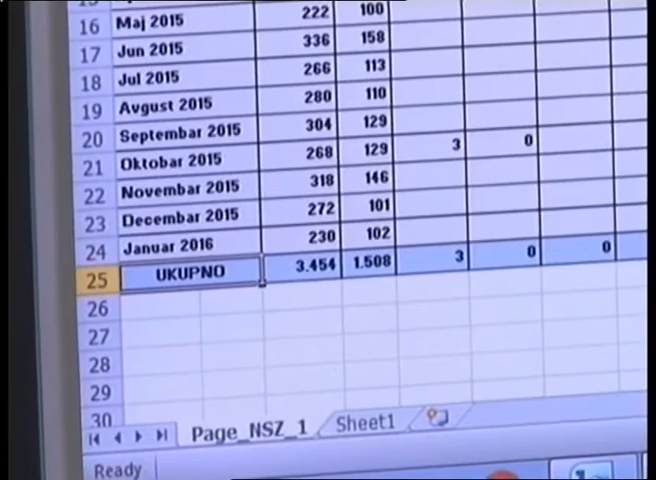 16 Maj 2015 222 100
17 Jun 2015 336 158
18 Jul 2015 266 113
19 Avgust 2015 280 110
20 Septembar 2015 304 129
21 Oktobar 2015 268 129 3 0
22 Novembar 2015 318 146
23 Decembar 2015 272 101
24 Januar 2016 230 102
25 UKUPNO 3.454 1.508 3 0 0
26
27
28
29
30
Page_NSZ_1 Sheet1
Ready